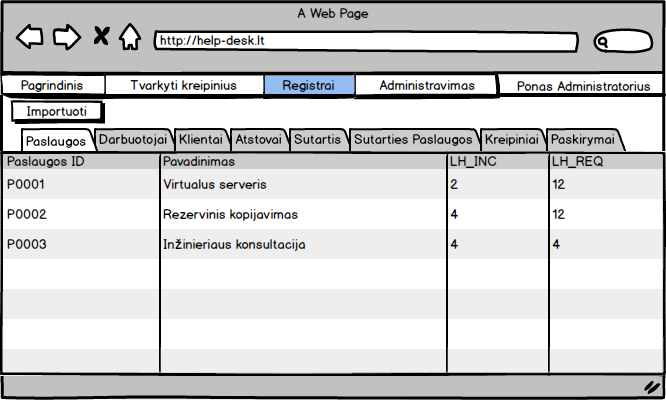 A Web Page
http://help-desk.lt
Pagrindinis Tvarkyti kreipinius Registrai Administravimas Ponas Administratorius
Importuoti
Paslaugos Darbuotojai Klientai Atstovai Sutartis Sutarties Paslaugos Kreipiniai Paskirymai
Paslaugos ID Pavadinimas LH_INC LH_REQ
P0001 Virtualus serveris 2 12
P0002 Rezervinis kopijavimas 4 12
P0003 Inžinieriaus konsultacija 4 4